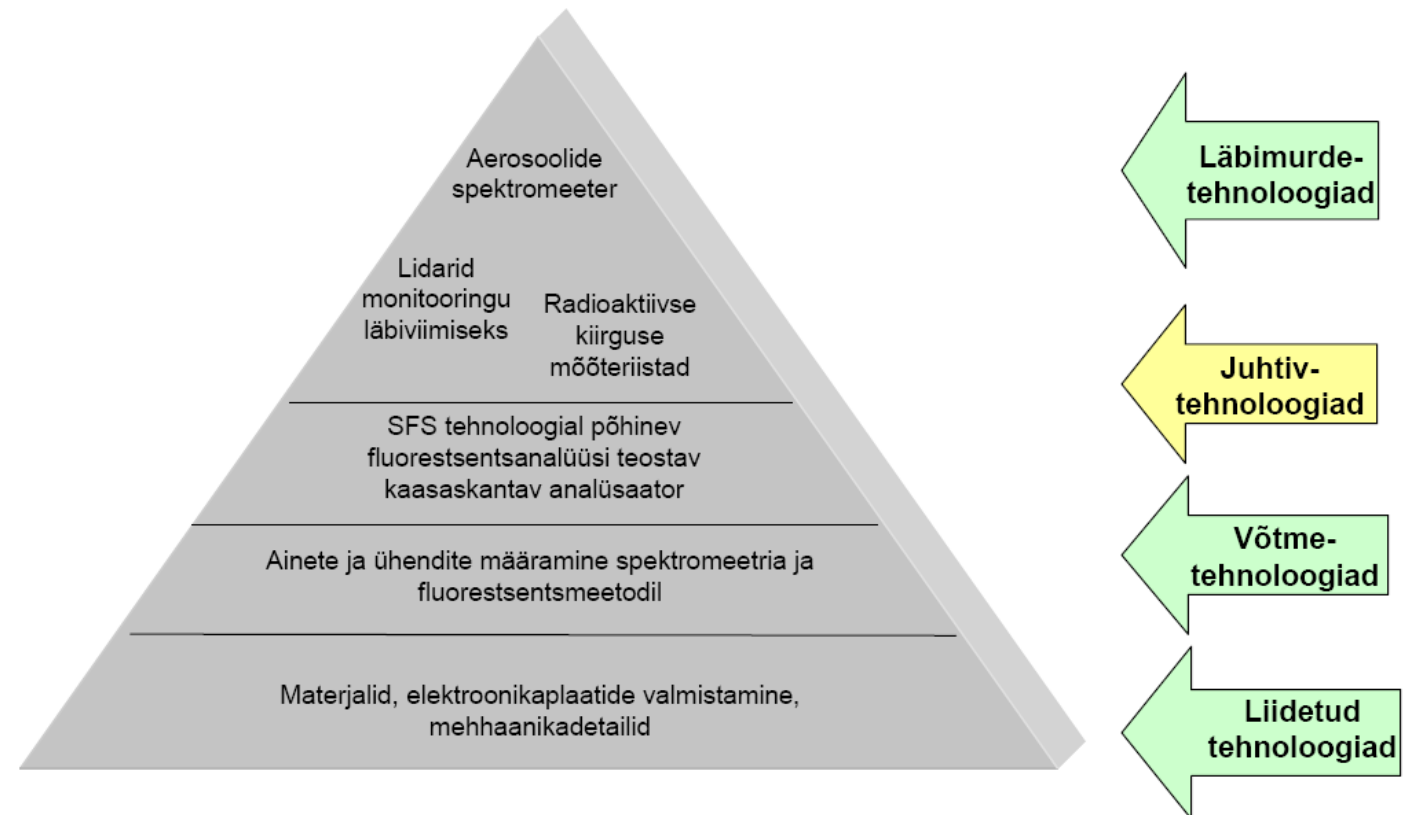 Aerosoolide
spektromeeter
Lidarid
monitooringu
läbiviimiseks
Radioaktiivse
kiirguse
mõõteriistad
SFS tehnoloogial põhinev
fluorestsentsanalüüsi teostav
kaasaskantav analüsaator
Ainete ja ühendite määramine spektromeetria ja
fluorestsentsmeetodil
Materjalid, elektroonikaplaatide valmistamine,
mehhaanikadetailid
Läbimurde-
tehnoloogiad
Juhtiv-
tehnoloogiad
Võtme-
tehnoloogiad
Liidetud
tehnoloogiad